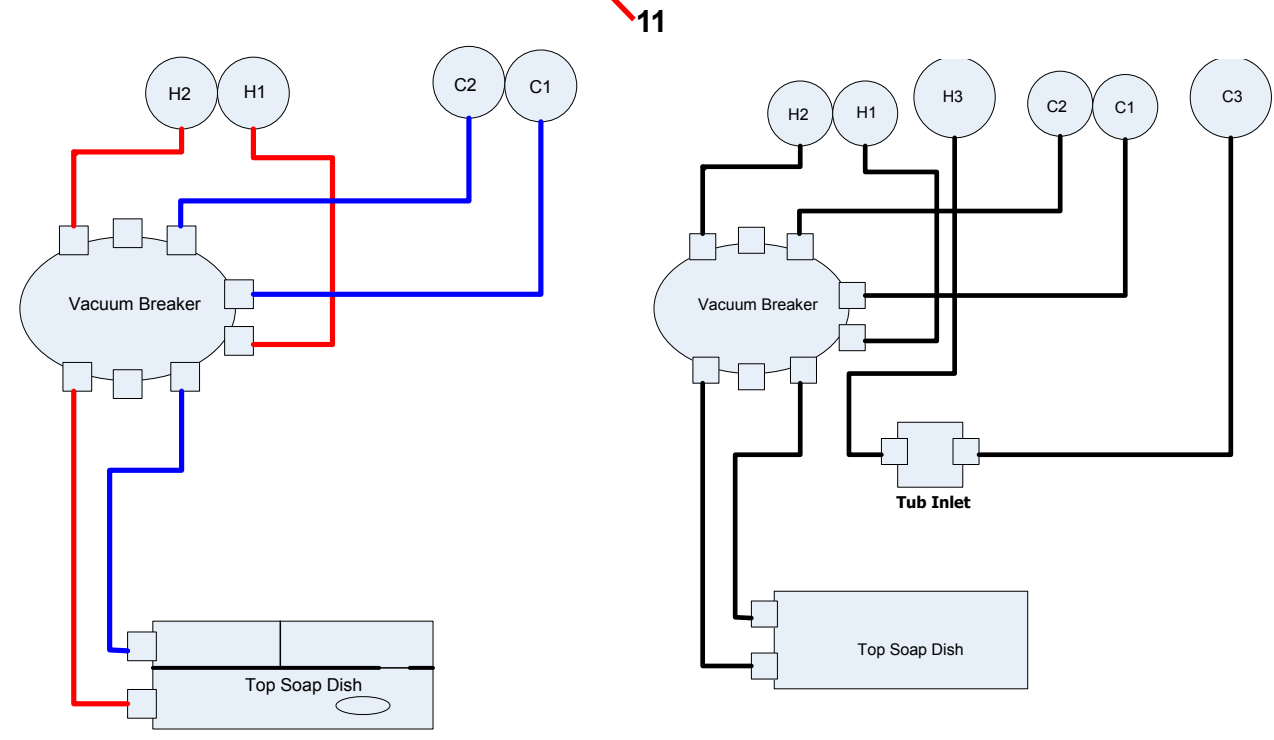 11
H2
H1
C2
C1
Vacuum Breaker
Top Soap Dish
H2
H1
H3
C2
C1
C3
Vacuum Breaker
Tub Inlet
Top Soap Dish